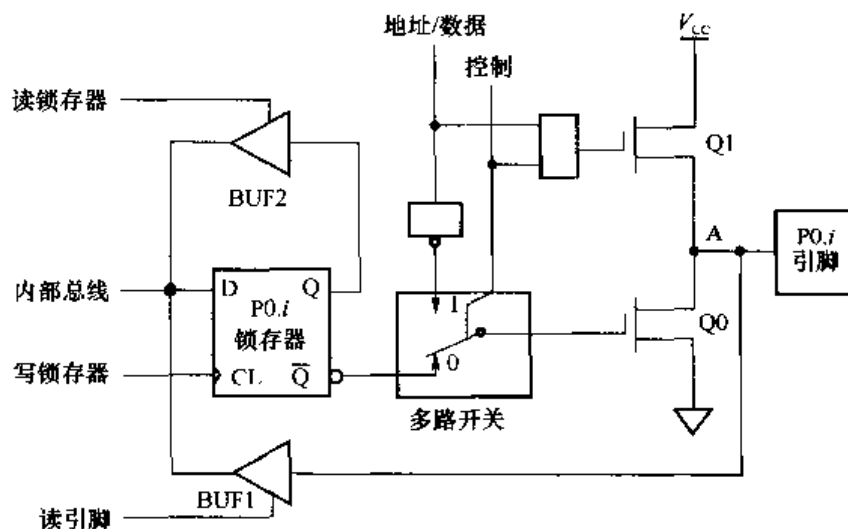 地址/数据
控制
V_CC
读锁存器
BUF2
Q1
A
P0.i
引脚
内部总线
D
Q
P0.i
锁存器
1
0
Q0
写锁存器
CL
Q̅
多路开关
BUF1
读引脚